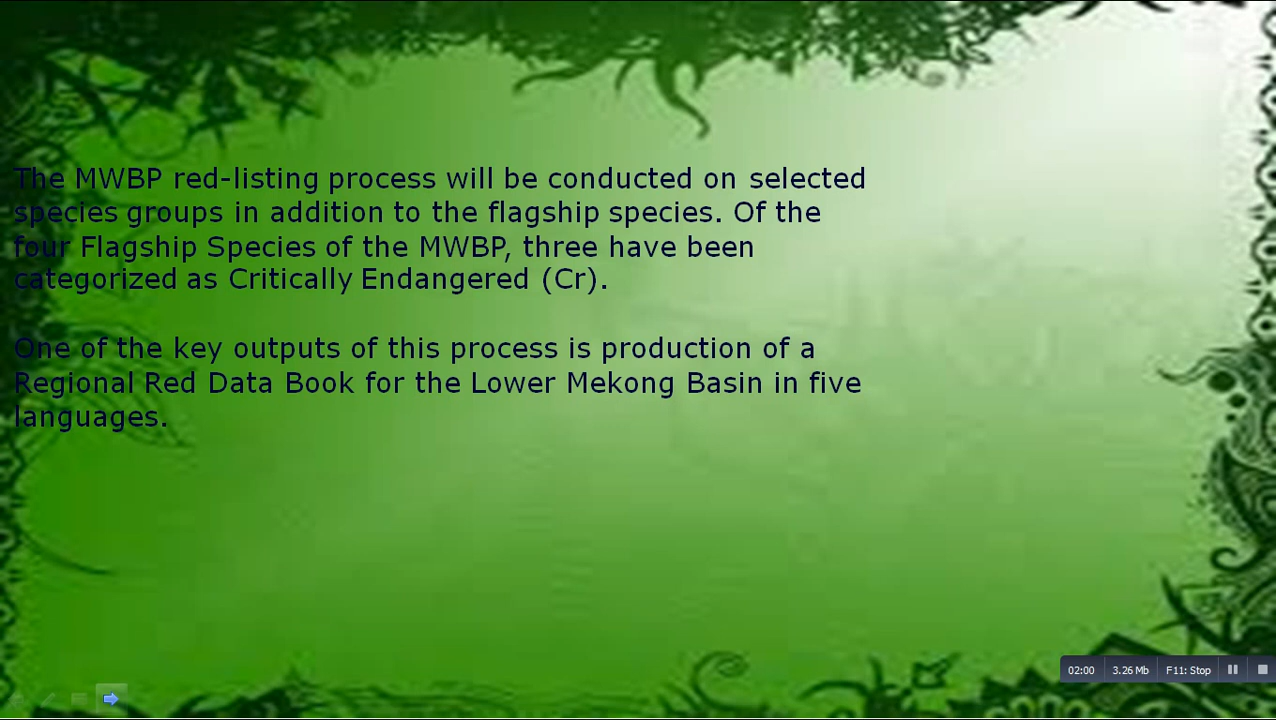 The MWBP red-listing process will be conducted on selected
species groups in addition to the flagship species. Of the
four Flagship Species of the MWBP, three have been
categorized as Critically Endangered (Cr).
One of the key outputs of this process is production of a
Regional Red Data Book for the Lower Mekong Basin in five
languages.
02:00 3.26 Mb F11: Stop